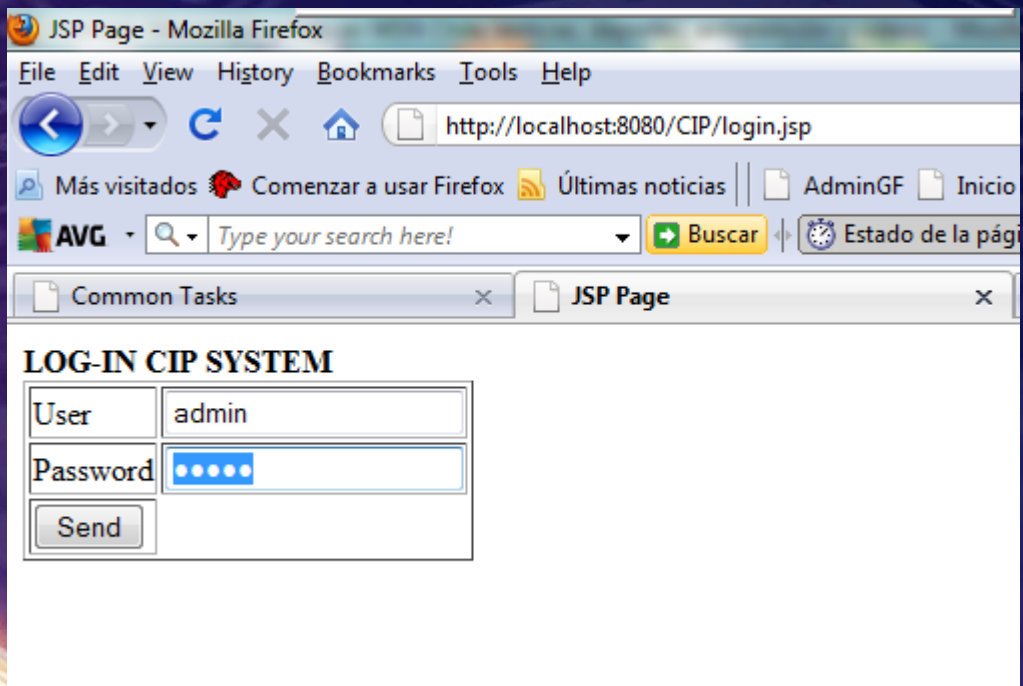 JSP Page - Mozilla Firefox
File Edit View History Bookmarks Tools Help
http://localhost:8080/CIP/login.jsp
Más visitados Comenzar a usar Firefox Últimas noticias AdminGF Inicio
AVG Type your search here! Buscar Estado de la pági
Common Tasks JSP Page
LOG-IN CIP SYSTEM
User admin
Password •••••
Send